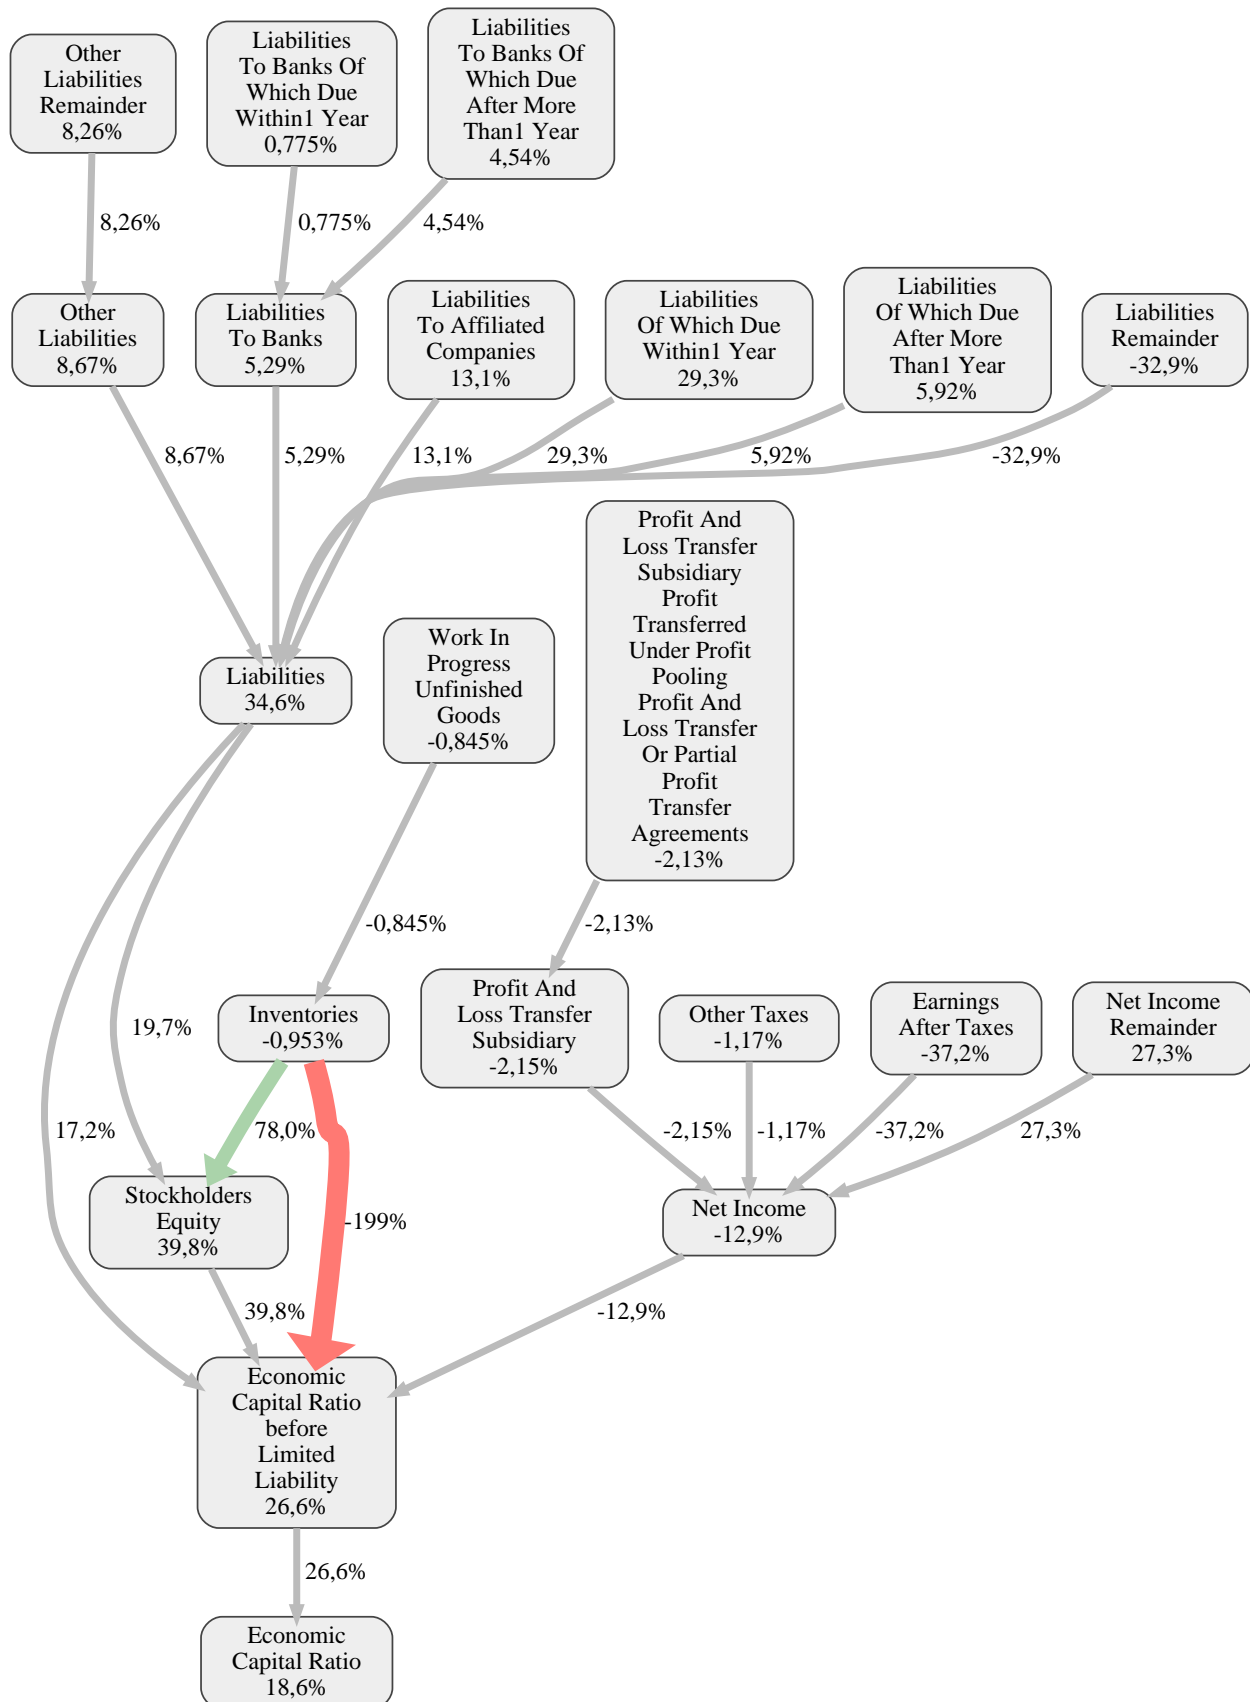 Other
Liabilities
Remainder
8,26%
Liabilities
To Banks Of
Which Due
Within1 Year
0,775%
Liabilities
To Banks Of
Which Due
After More
Than1 Year
4,54%
8,26%
0,775%
4,54%
Other
Liabilities
8,67%
Liabilities
To Banks
5,29%
Liabilities
To Affiliated
Companies
13,1%
Liabilities
Of Which Due
Within1 Year
29,3%
Liabilities
Of Which Due
After More
Than1 Year
5,92%
Liabilities
Remainder
-32,9%
8,67%
5,29%
13,1%
29,3%
5,92%
-32,9%
Profit And
Loss Transfer
Subsidiary
Profit
Transferred
Under Profit
Pooling
Profit And
Loss Transfer
Or Partial
Profit
Transfer
Agreements
-2,13%
Work In
Progress
Unfinished
Goods
-0,845%
Liabilities
34,6%
-0,845%
-2,13%
Inventories
-0,953%
Profit And
Loss Transfer
Subsidiary
-2,15%
Other Taxes
-1,17%
Earnings
After Taxes
-37,2%
Net Income
Remainder
27,3%
19,7%
17,2%
78,0%
-199%
-2,15%
-1,17%
-37,2%
27,3%
Stockholders
Equity
39,8%
Net Income
-12,9%
39,8%
-12,9%
Economic
Capital Ratio
before
Limited
Liability
26,6%
26,6%
Economic
Capital Ratio
18,6%